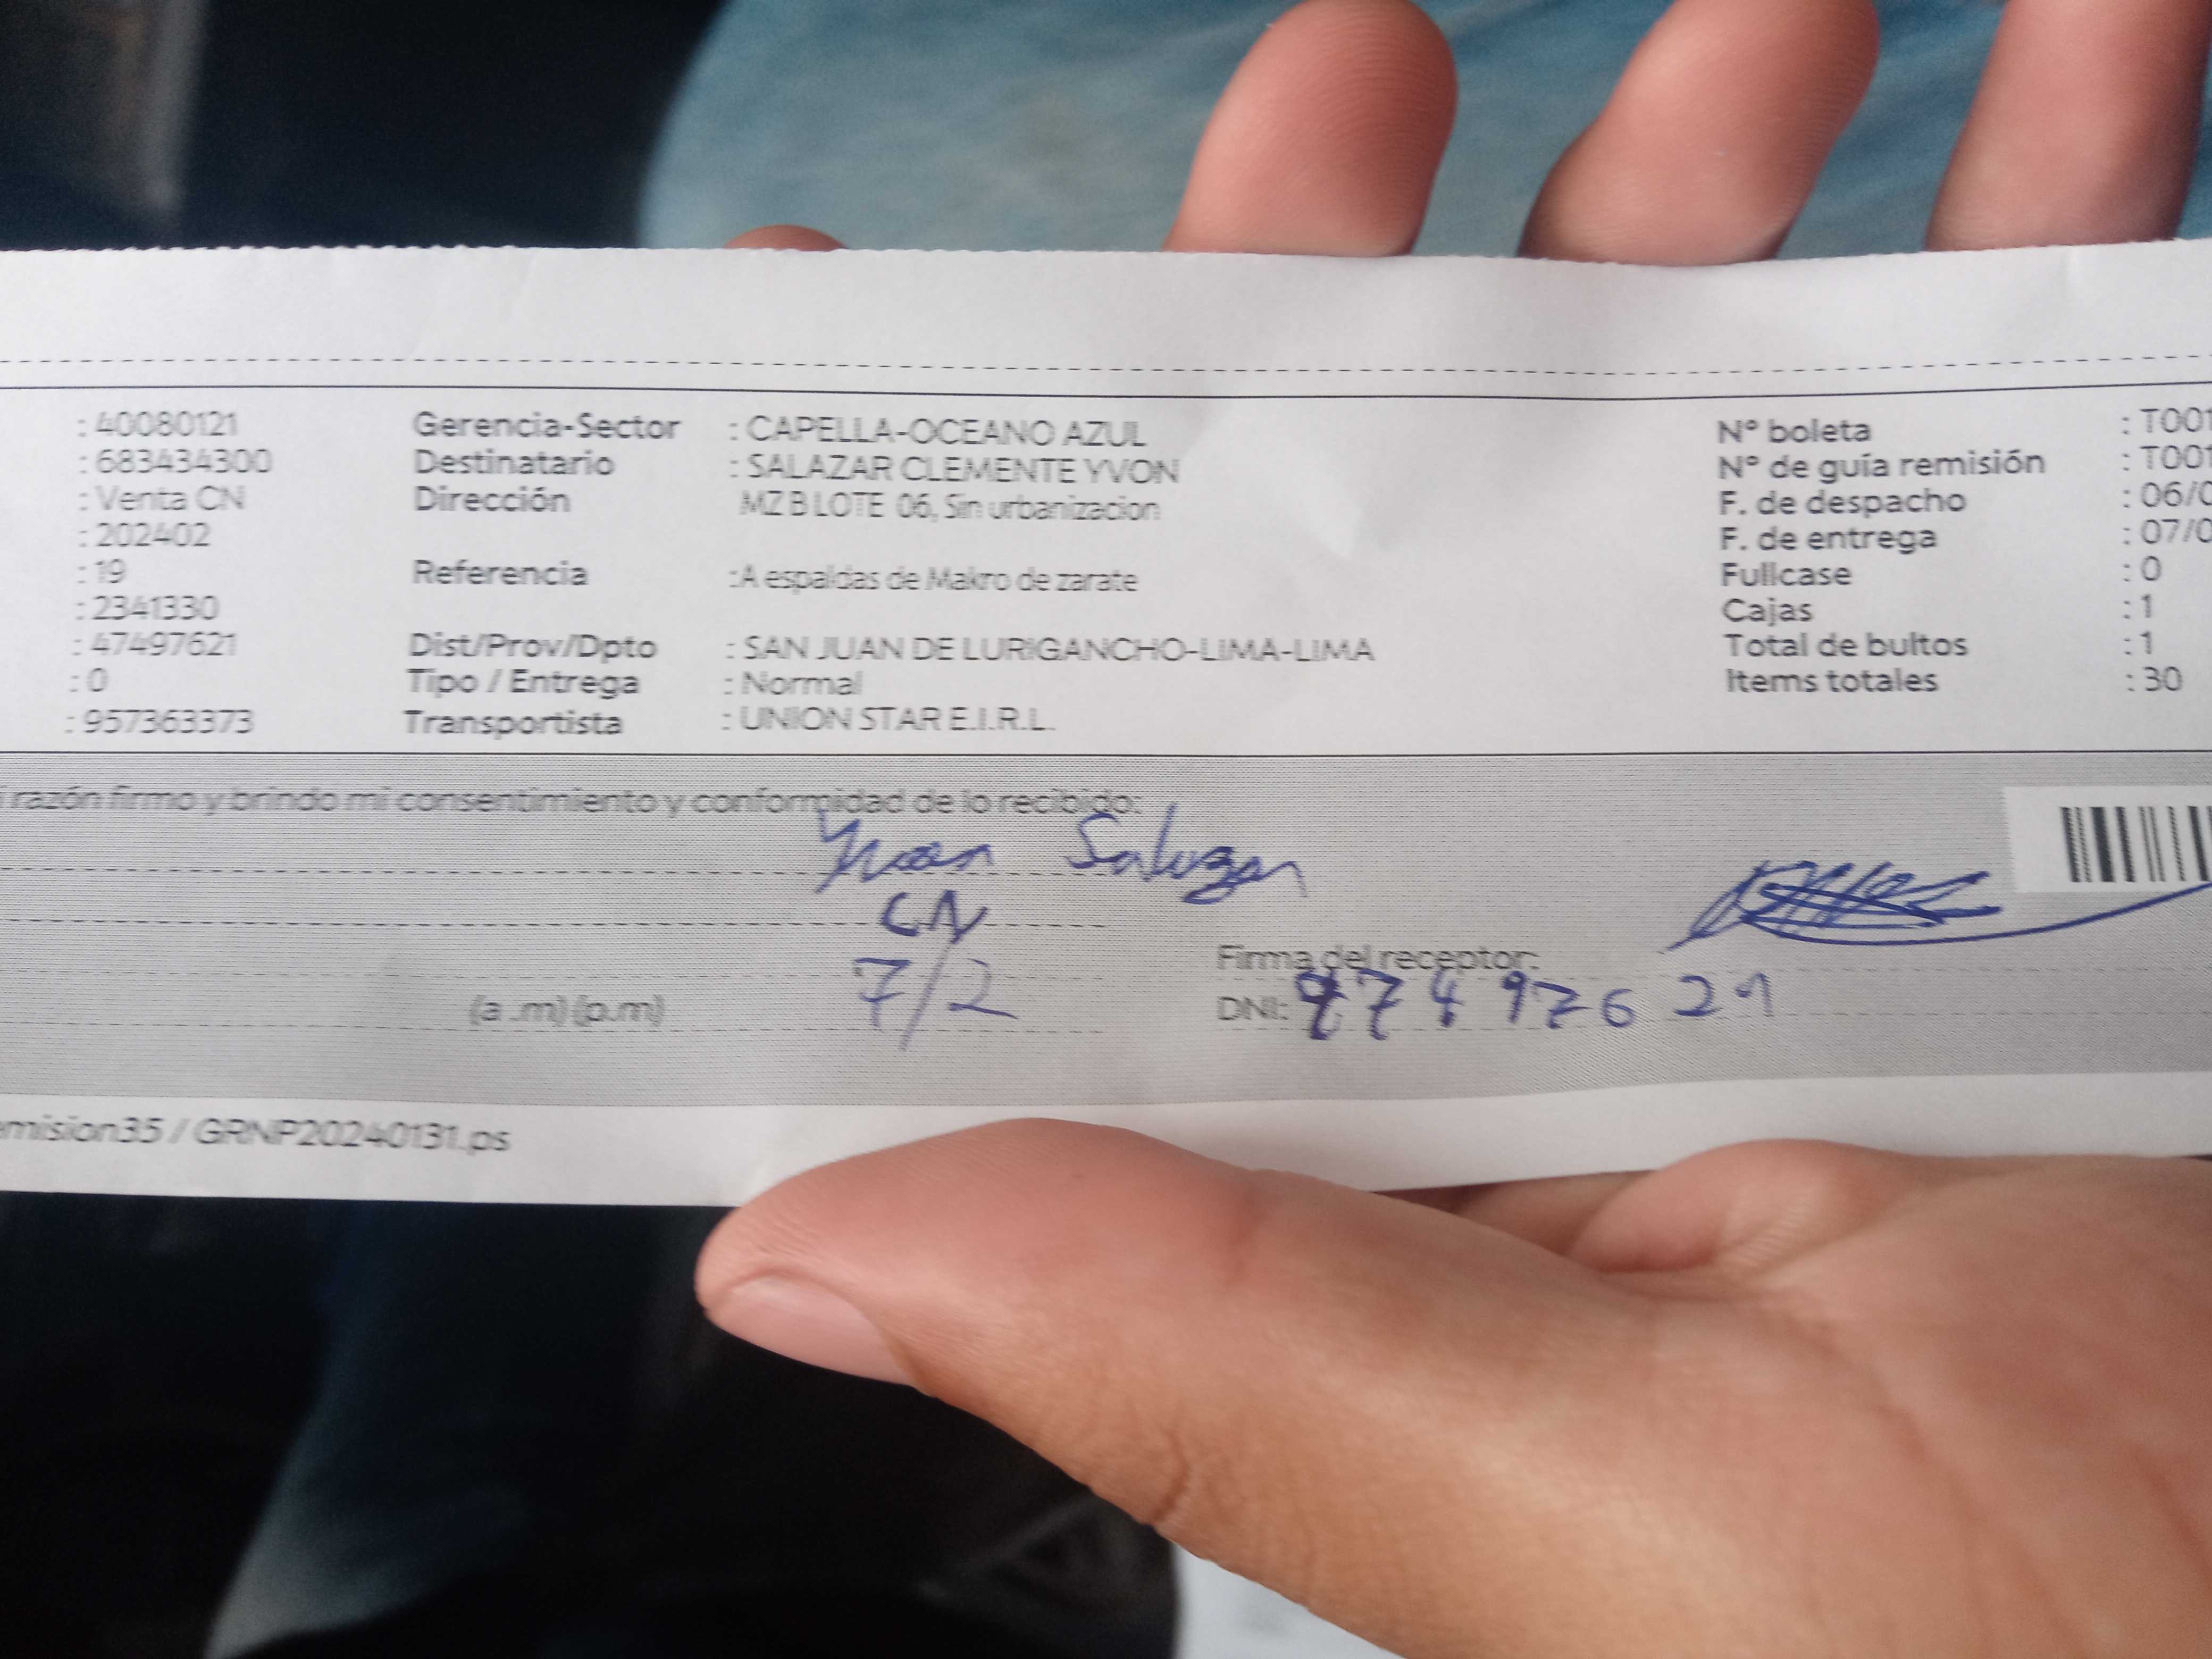 : 40080121 Gerencia-Sector : CAPELLA-OCEANO AZUL Nº boleta : T001
: 683434300 Destinatario : SALAZAR CLEMENTE YVON Nº de guía remisión : T001
: Venta CN Dirección MZ B LOTE 06, Sin urbanizacion F. de despacho : 06/0
: 202402 F. de entrega : 07/0
: 19 Referencia :A espaldas de Makro de zarate Fullcase : 0
: 2341330 Cajas : 1
: 47497621 Dist/Prov/Dpto : SAN JUAN DE LURIGANCHO-LIMA-LIMA Total de bultos : 1
: 0 Tipo / Entrega : Normal Items totales : 30
: 957363373 Transportista : UNION STAR E.I.R.L.
i razón firmo y brindo mi consentimiento y conformidad de lo recibido:
Salazar
CN
Firma del receptor:
(a .m) (p.m) 7/2 DNI: 47497621
emision35 / GRNP20240131.ps